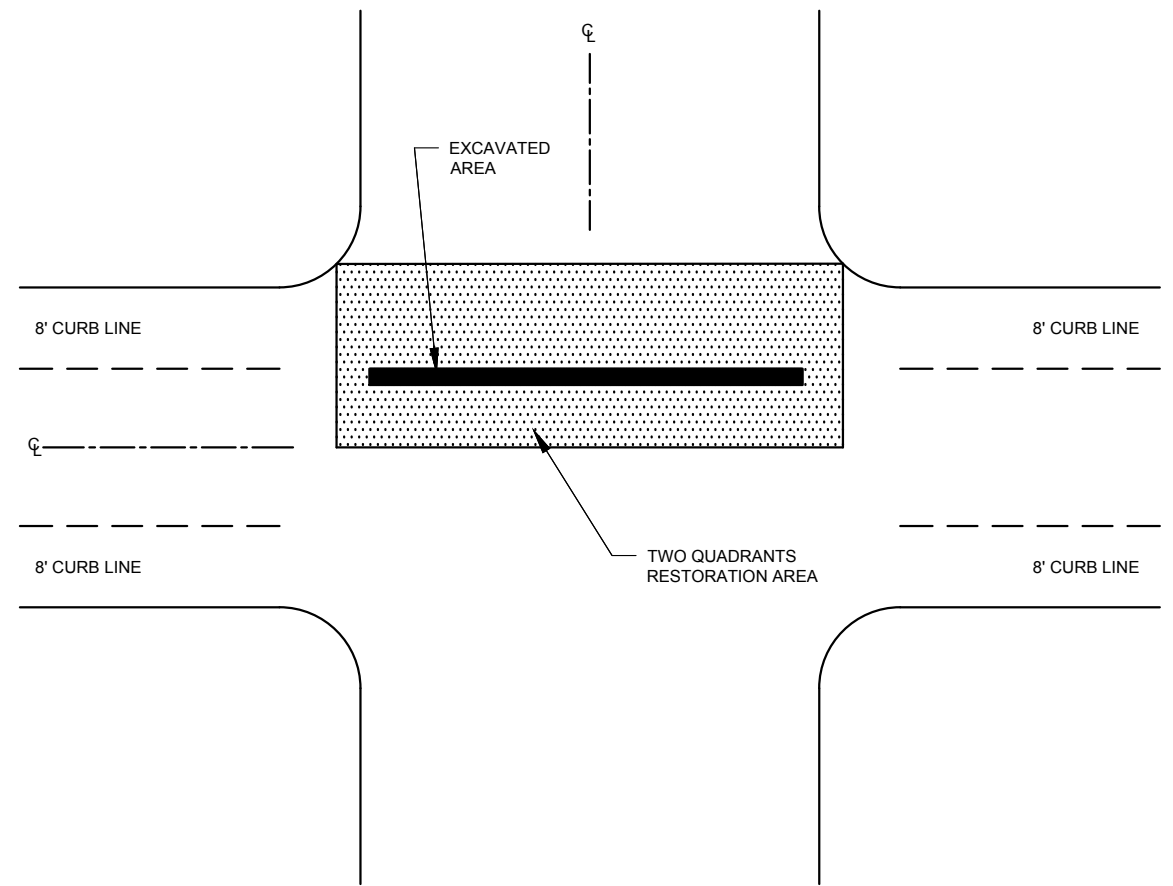 ℄
EXCAVATED
AREA
8' CURB LINE
8' CURB LINE
℄
8' CURB LINE
TWO QUADRANTS
RESTORATION AREA
8' CURB LINE